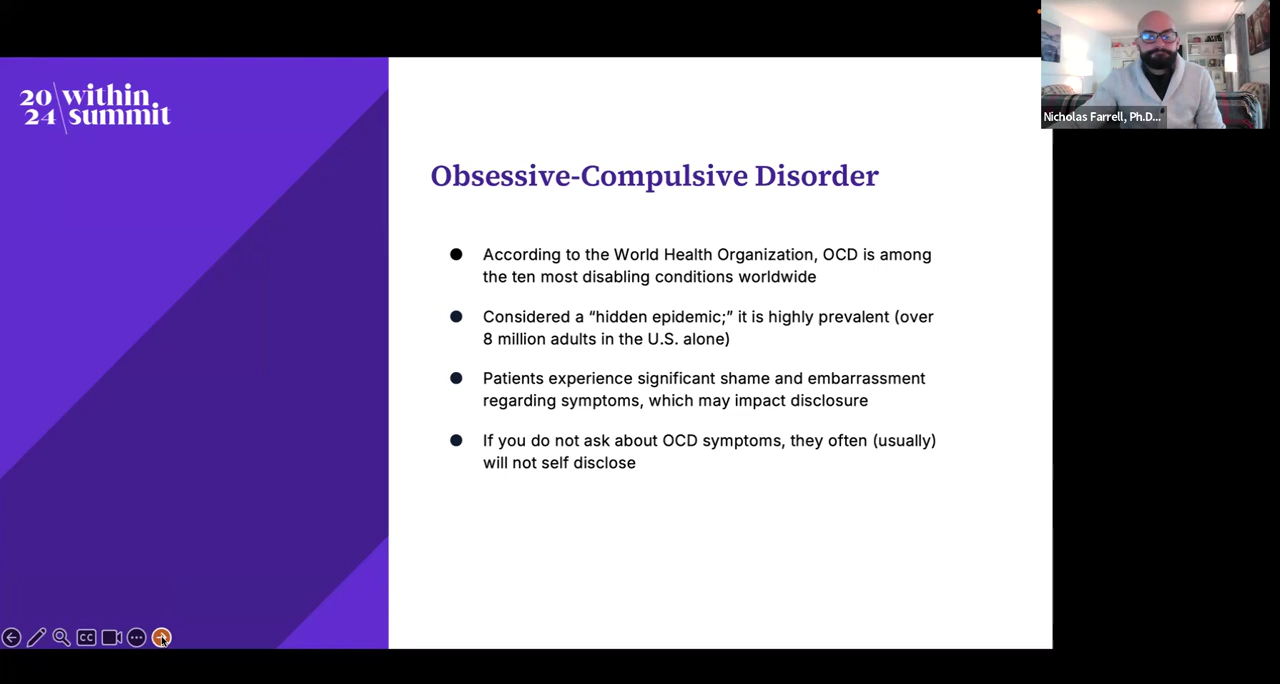 20 within
24 summit
Nicholas Farrell, Ph.D...
Obsessive-Compulsive Disorder
● According to the World Health Organization, OCD is among
the ten most disabling conditions worldwide
● Considered a “hidden epidemic;” it is highly prevalent (over
8 million adults in the U.S. alone)
● Patients experience significant shame and embarrassment
regarding symptoms, which may impact disclosure
● If you do not ask about OCD symptoms, they often (usually)
will not self disclose
CC